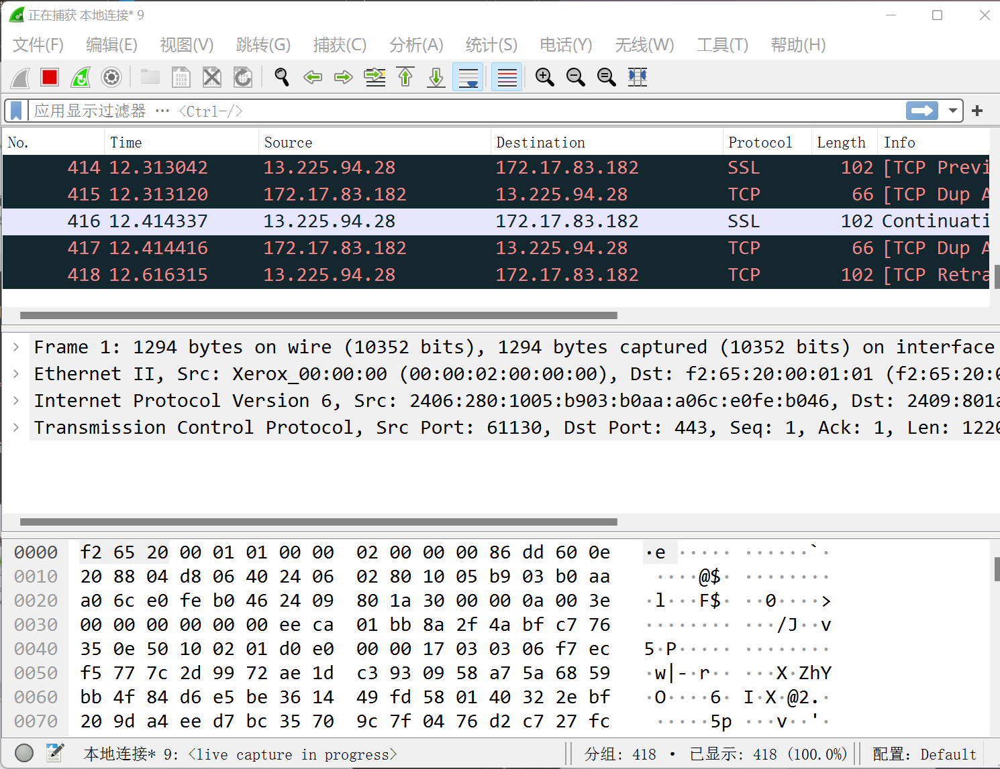 正在捕获 本地连接* 9
文件(F) 编辑(E) 视图(V) 跳转(G) 捕获(C) 分析(A) 统计(S) 电话(Y) 无线(W) 工具(T) 帮助(H)
应用显示过滤器 … <Ctrl-/>
No. Time Source Destination Protocol Length Info
414 12.313042 13.225.94.28 172.17.83.182 SSL 102 [TCP Previ
415 12.313120 172.17.83.182 13.225.94.28 TCP 66 [TCP Dup A
416 12.414337 13.225.94.28 172.17.83.182 SSL 102 Continuati
417 12.414416 172.17.83.182 13.225.94.28 TCP 66 [TCP Dup A
418 12.616315 13.225.94.28 172.17.83.182 TCP 102 [TCP Retra
Frame 1: 1294 bytes on wire (10352 bits), 1294 bytes captured (10352 bits) on interface
Ethernet II, Src: Xerox_00:00:00 (00:00:02:00:00:00), Dst: f2:65:20:00:01:01 (f2:65:20:0
Internet Protocol Version 6, Src: 2406:280:1005:b903:b0aa:a06c:e0fe:b046, Dst: 2409:801a
Transmission Control Protocol, Src Port: 61130, Dst Port: 443, Seq: 1, Ack: 1, Len: 1220
0000 f2 65 20 00 01 01 00 00 02 00 00 00 86 dd 60 0e ·e ····· ······`·
0010 20 88 04 d8 06 40 24 06 02 80 10 05 b9 03 b0 aa  ····@$· ········
0020 a0 6c e0 fe b0 46 24 09 80 1a 30 00 00 0a 00 3e ·l···F$· ··0····>
0030 00 00 00 00 00 00 ee ca 01 bb 8a 2f 4a bf c7 76 ········ ···/J··v
0040 35 0e 50 10 02 01 d0 e0 00 00 17 03 03 06 f7 ec 5·P····· ········
0050 f5 77 7c 2d 99 72 ae 1d c3 93 09 58 a7 5a 68 59 ·w|-·r·· ···X·ZhY
0060 bb 4f 84 d6 e5 be 36 14 49 fd 58 01 40 32 2e bf ·O····6· I·X·@2.·
0070 20 9d a4 ee d7 bc 35 70 9c 7f 04 76 d2 c7 27 fc  ·····5p ···v··'·
本地连接* 9: <live capture in progress> 分组: 418 · 已显示: 418 (100.0%) 配置: Default